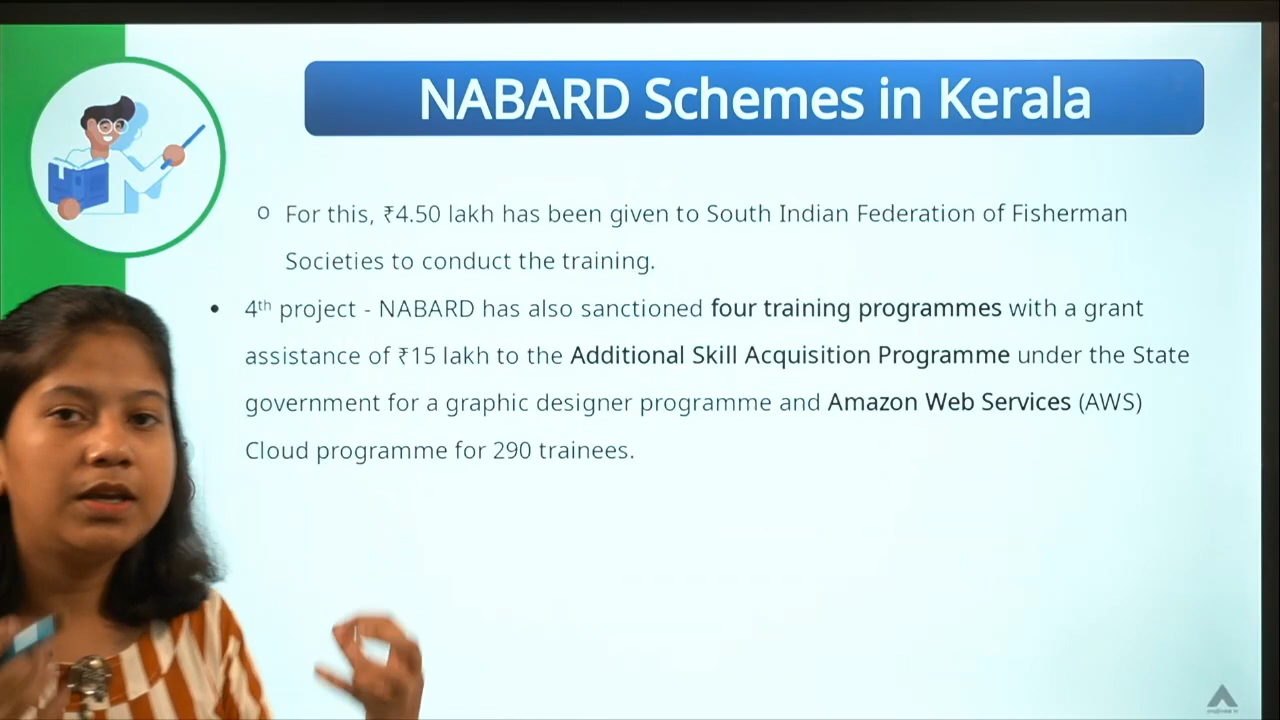 NABARD Schemes in Kerala
o For this, ₹4.50 lakh has been given to South Indian Federation of Fisherman
Societies to conduct the training.
• 4th project - NABARD has also sanctioned four training programmes with a grant
assistance of ₹15 lakh to the Additional Skill Acquisition Programme under the State
government for a graphic designer programme and Amazon Web Services (AWS)
Cloud programme for 290 trainees.